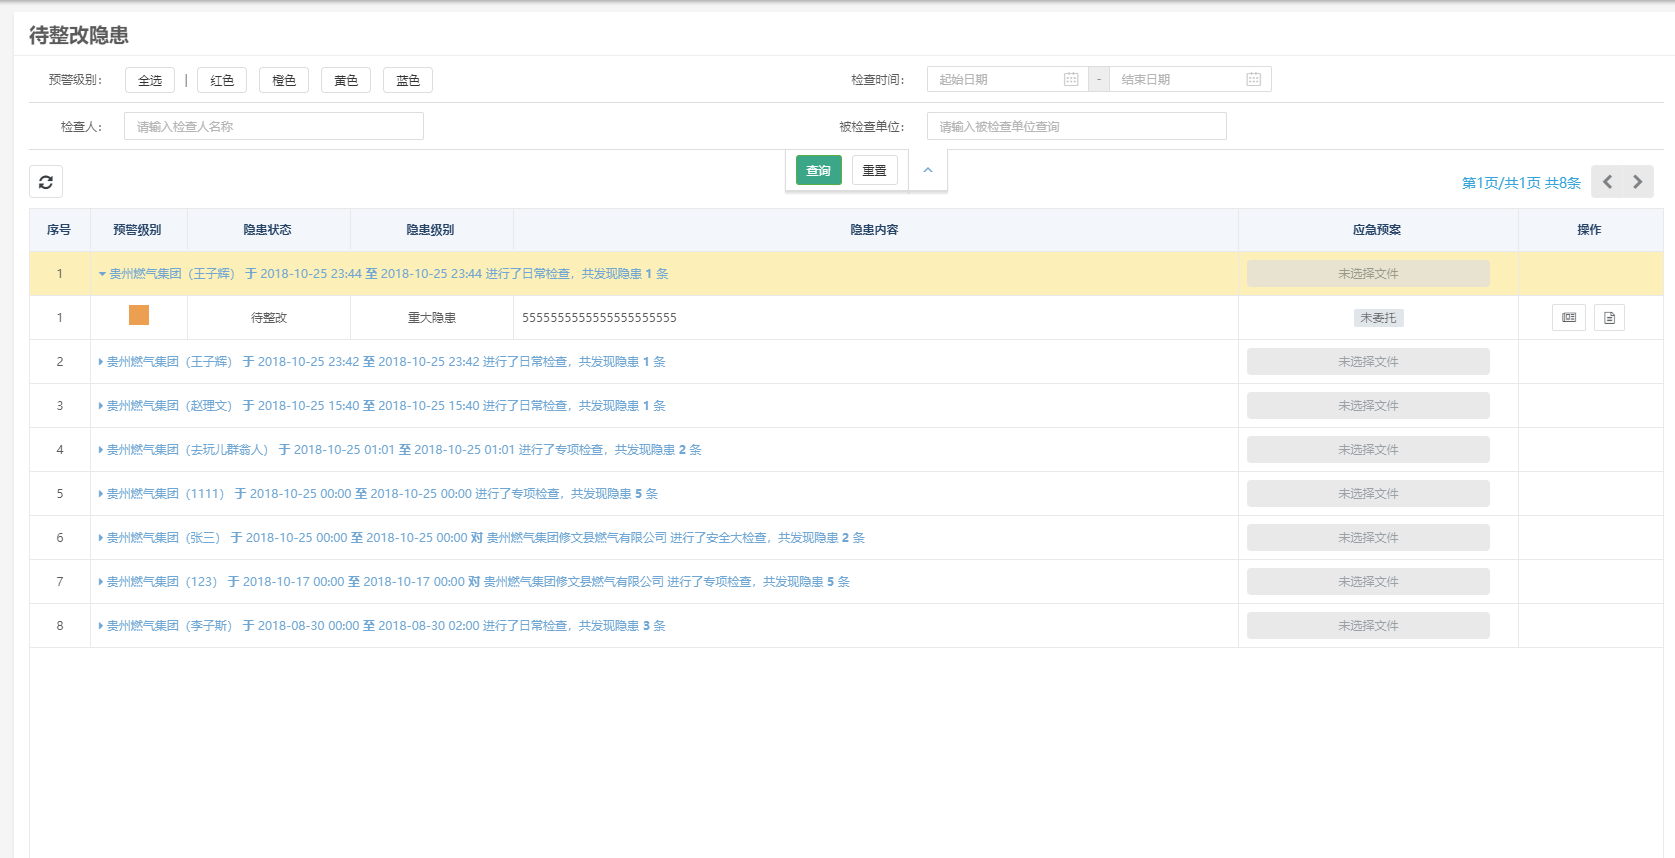 待整改隐患
预警级别： 全选 | 红色 橙色 黄色 蓝色 检查时间： 起始日期 - 结束日期
检查人： 请输入检查人名称 被检查单位： 请输入被检查单位查询
查询 重置
第1页/共1页 共8条
序号 预警级别 隐患状态 隐患级别 隐患内容 应急预案 操作
1 贵州燃气集团（王子辉） 于 2018-10-25 23:44 至 2018-10-25 23:44 进行了日常检查，共发现隐患 1 条 未选择文件
1 待整改 重大隐患 5555555555555555555555 未委托
2 贵州燃气集团（王子辉） 于 2018-10-25 23:42 至 2018-10-25 23:42 进行了日常检查，共发现隐患 1 条 未选择文件
3 贵州燃气集团（赵理文） 于 2018-10-25 15:40 至 2018-10-25 15:40 进行了日常检查，共发现隐患 1 条 未选择文件
4 贵州燃气集团（去玩儿群翁人） 于 2018-10-25 01:01 至 2018-10-25 01:01 进行了专项检查，共发现隐患 2 条 未选择文件
5 贵州燃气集团（1111） 于 2018-10-25 00:00 至 2018-10-25 00:00 进行了专项检查，共发现隐患 5 条 未选择文件
6 贵州燃气集团（张三） 于 2018-10-25 00:00 至 2018-10-25 00:00 对 贵州燃气集团修文县燃气有限公司 进行了安全大检查，共发现隐患 2 条 未选择文件
7 贵州燃气集团（123） 于 2018-10-17 00:00 至 2018-10-17 00:00 对 贵州燃气集团修文县燃气有限公司 进行了专项检查，共发现隐患 5 条 未选择文件
8 贵州燃气集团（李子斯） 于 2018-08-30 00:00 至 2018-08-30 02:00 进行了日常检查，共发现隐患 3 条 未选择文件